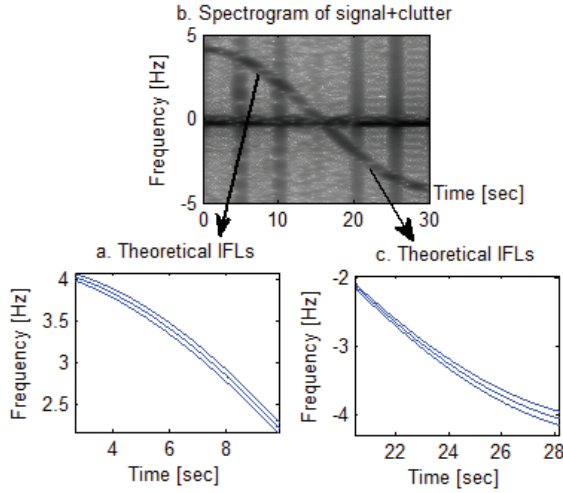 b. Spectrogram of signal+clutter
Frequency [Hz]
5
0
-5
0
10
20
30
Time [sec]
a. Theoretical IFLs
Frequency [Hz]
4
3.5
3
2.5
4
6
8
Time [sec]
c. Theoretical IFLs
Frequency [Hz]
-2
-3
-4
22
24
26
28
Time [sec]